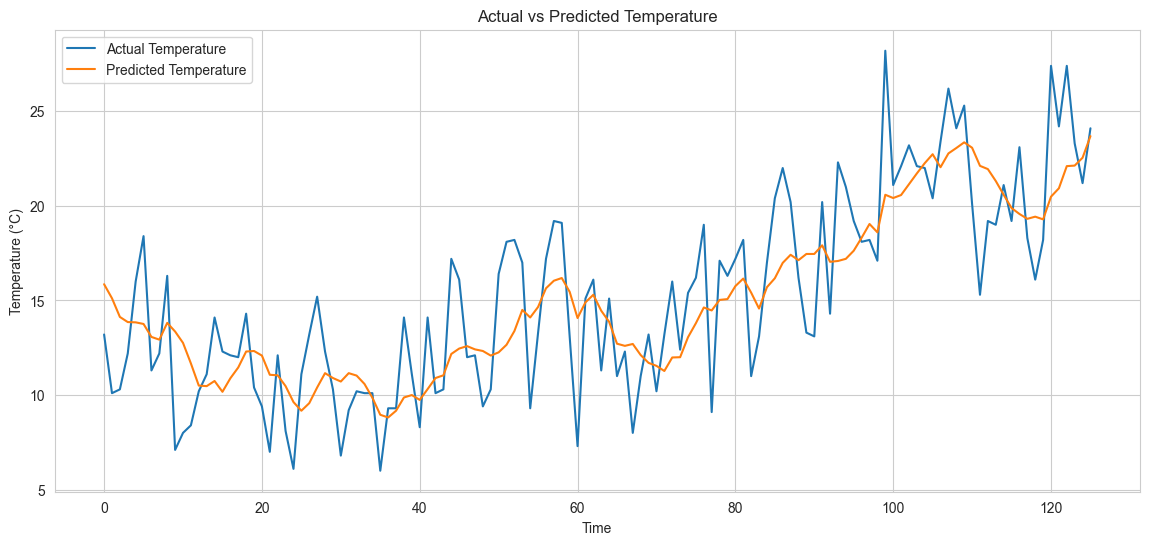 Actual vs Predicted Temperature
Actual Temperature
Predicted Temperature
Temperature (°C)
25
20
15
10
5
0 20 40 60 80 100 120
Time